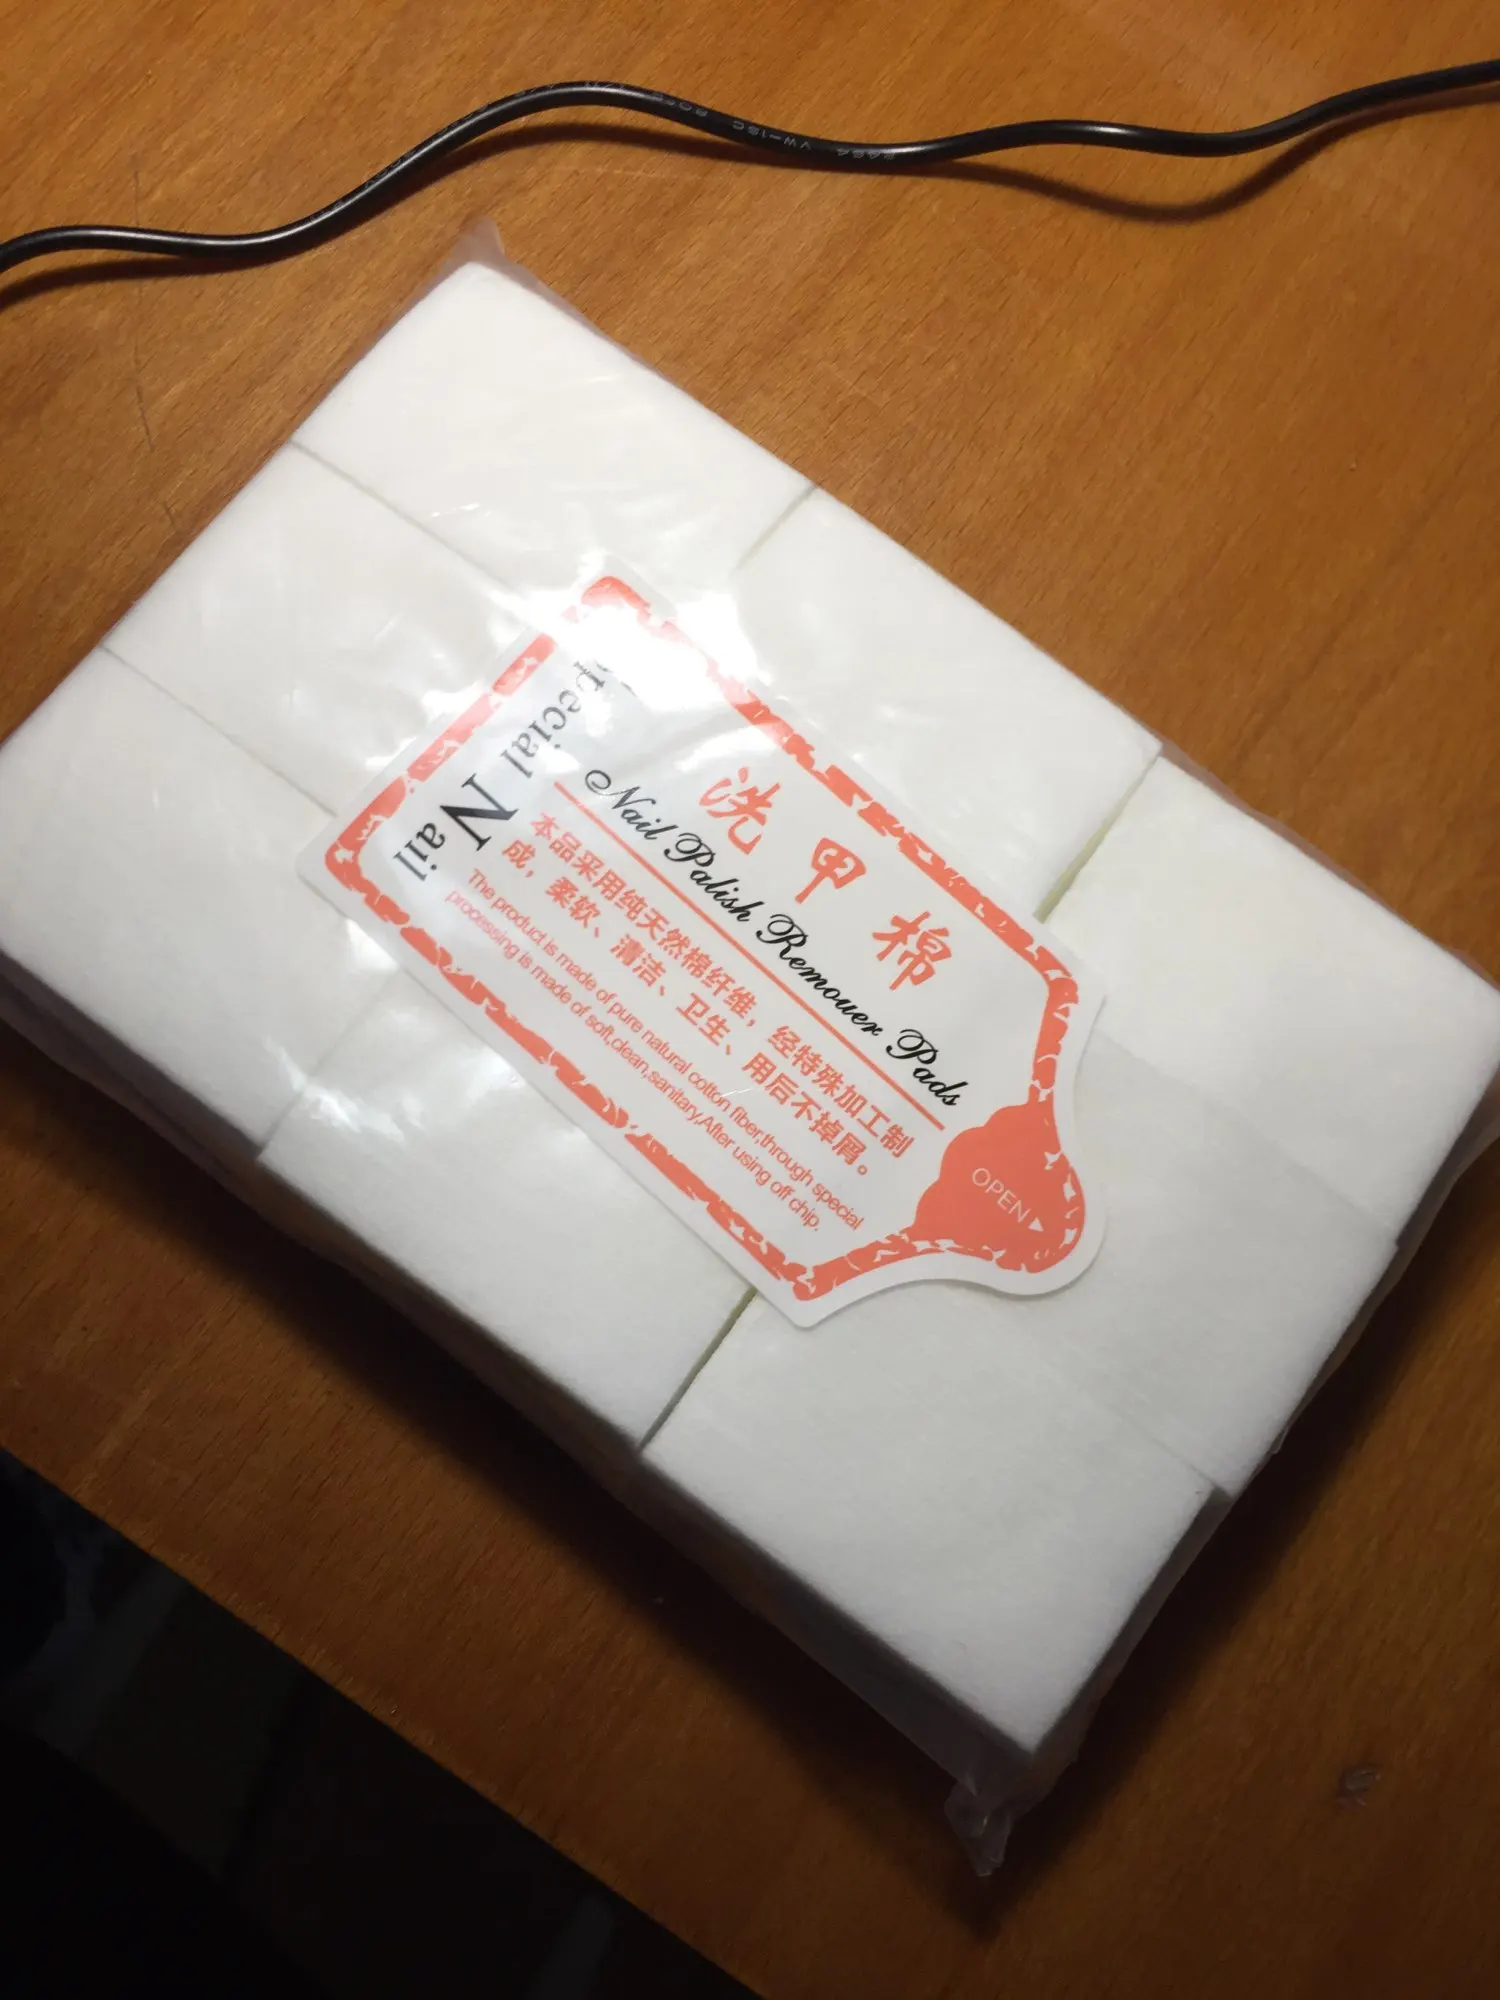 VW-1SC
2464
洗甲棉
Nail Palish Remouer Pads
Special Nail
本品采用纯天然棉纤维，经特殊加工制
成，柔软、清洁、卫生、用后不掉屑。
The product is made of pure natural cotton fiber,through special
processing is made of soft,clean,sanitary,After using off chip.
OPEN